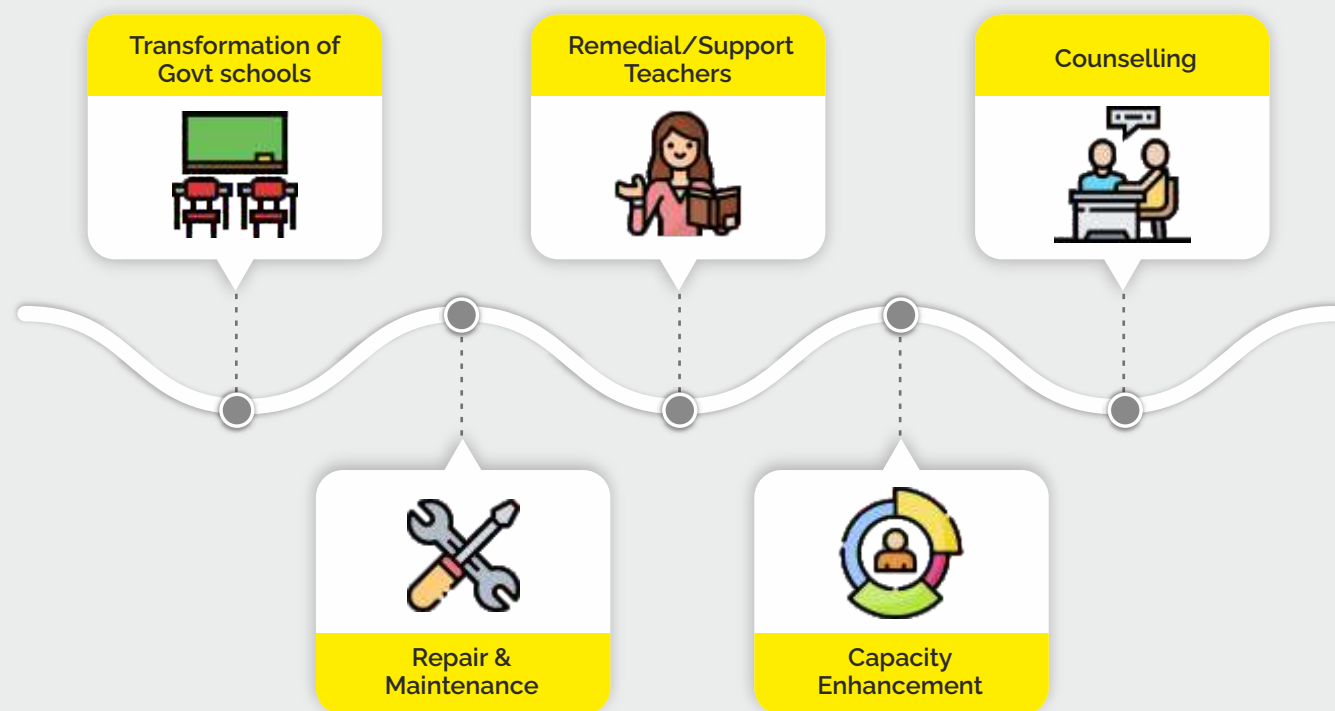 Transformation of
Govt schools
Remedial/Support
Teachers
Counselling
Repair &
Maintenance
Capacity
Enhancement